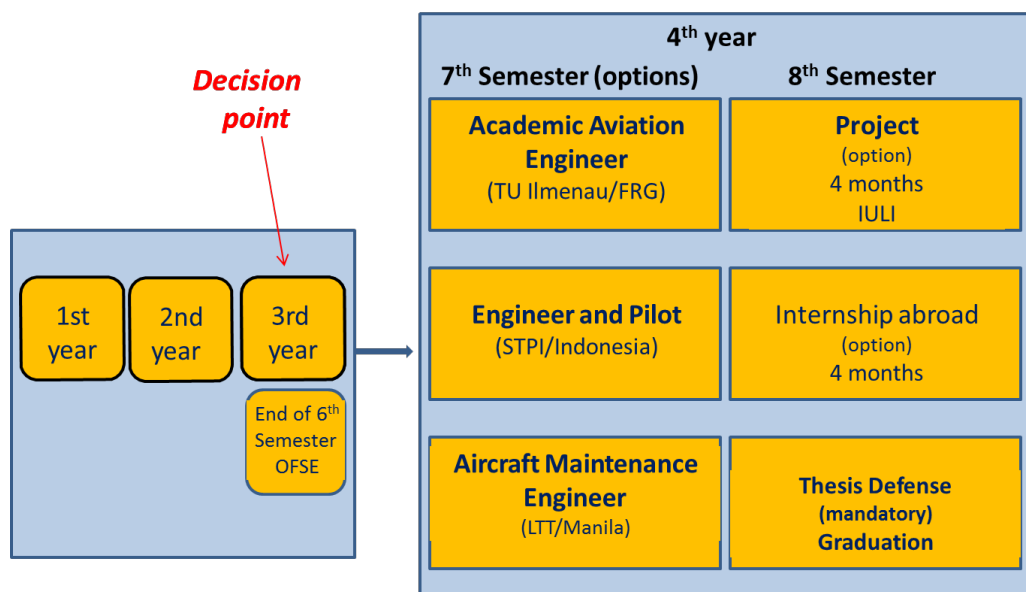 Decision
point
1st
year
2nd
year
3rd
year
End of 6th
Semester
OFSE
4th year
7th Semester (options)
8th Semester
Academic Aviation
Engineer
(TU Ilmenau/FRG)
Project
(option)
4 months
IULI
Engineer and Pilot
(STPI/Indonesia)
Internship abroad
(option)
4 months
Aircraft Maintenance
Engineer
(LTT/Manila)
Thesis Defense
(mandatory)
Graduation